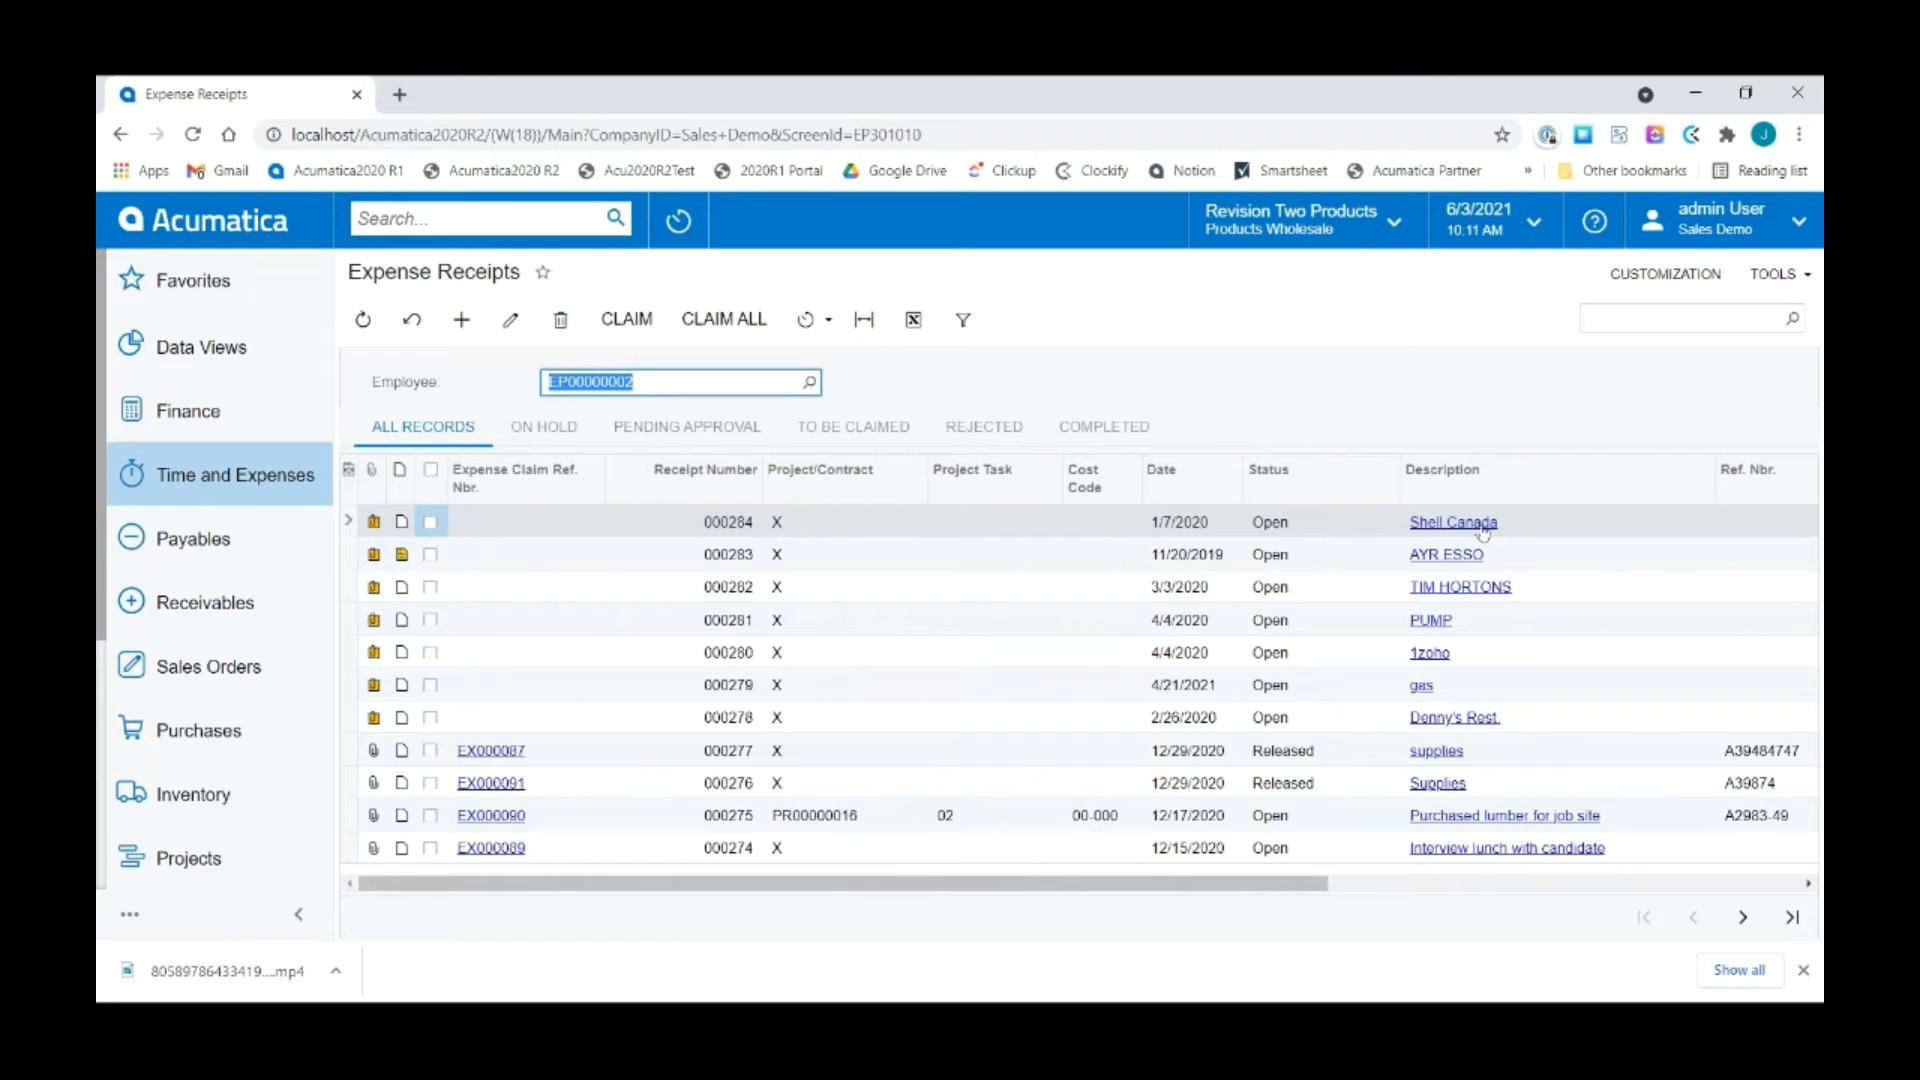 Expense Receipts
localhost/Acumatica2020R2/(W(18))/Main?CompanyID=Sales+Demo&ScreenId=EP301010
J
Apps Gmail Acumatica2020 R1 Acumatica2020 R2 Acu2020R2Test 2020R1 Portal Google Drive Clickup Clockify Notion Smartsheet Acumatica Partner » Other bookmarks Reading list
Acumatica
Search...
Revision Two Products
Products Wholesale
6/3/2021
10:11 AM
admin User
Sales Demo
Favorites
Data Views
Finance
Time and Expenses
Payables
Receivables
Sales Orders
Purchases
Inventory
Projects
Expense Receipts
CUSTOMIZATION TOOLS
CLAIM CLAIM ALL
Employee: EP00000002
ALL RECORDS ON HOLD PENDING APPROVAL TO BE CLAIMED REJECTED COMPLETED
Expense Claim Ref. Nbr. Receipt Number Project/Contract Project Task Cost Code Date Status Description Ref. Nbr.
000284 X 1/7/2020 Open Shell Canada
000283 X 11/20/2019 Open AYR ESSO
000282 X 3/3/2020 Open TIM HORTONS
000281 X 4/4/2020 Open PUMP
000280 X 4/4/2020 Open 1zoho
000279 X 4/21/2021 Open gas
000278 X 2/26/2020 Open Denny's Rest.
EX000087 000277 X 12/29/2020 Released supplies A39484747
EX000091 000276 X 12/29/2020 Released Supplies A39874
EX000090 000275 PR00000016 02 00-000 12/17/2020 Open Purchased lumber for job site A2983-49
EX000089 000274 X 12/15/2020 Open Interview lunch with candidate
80589786433419....mp4
Show all